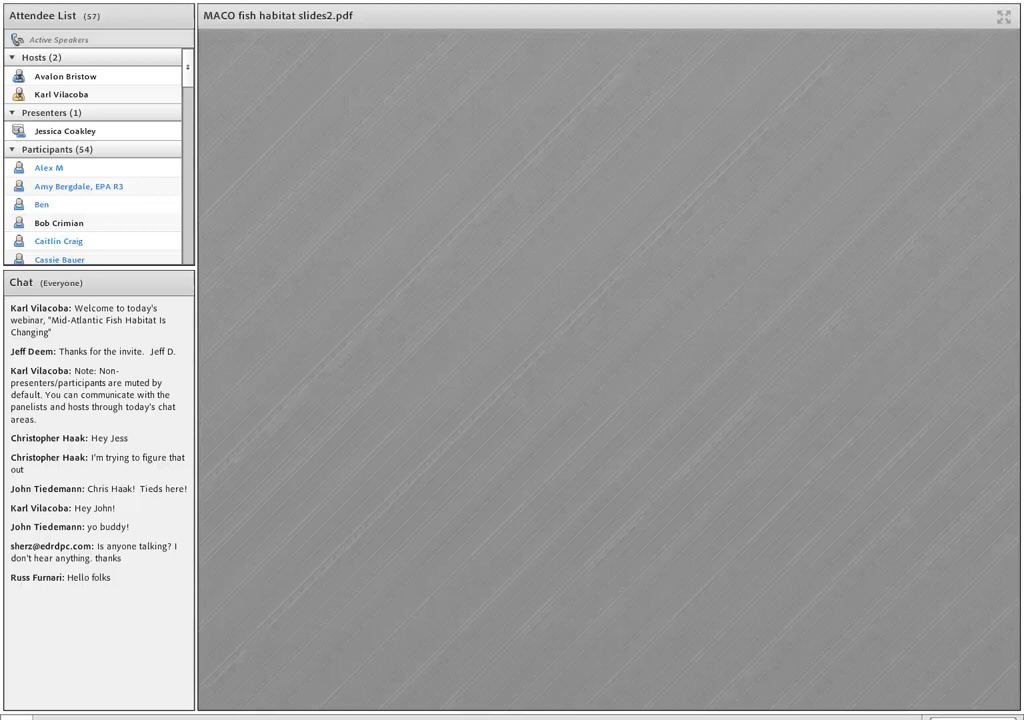 Attendee List (57)
Active Speakers
Hosts (2)
Avalon Bristow
Karl Vilacoba
Presenters (1)
Jessica Coakley
Participants (54)
Alex M
Amy Bergdale, EPA R3
Ben
Bob Crimian
Caitlin Craig
Cassie Bauer
Chat (Everyone)
Karl Vilacoba: Welcome to today's
webinar, "Mid-Atlantic Fish Habitat Is
Changing"
Jeff Deem: Thanks for the invite. Jeff D.
Karl Vilacoba: Note: Non-
presenters/participants are muted by
default. You can communicate with the
panelists and hosts through today's chat
areas.
Christopher Haak: Hey Jess
Christopher Haak: I'm trying to figure that
out
John Tiedemann: Chris Haak! Tieds here!
Karl Vilacoba: Hey John!
John Tiedemann: yo buddy!
sherz@edrdpc.com: Is anyone talking? I
don't hear anything. thanks
Russ Furnari: Hello folks
MACO fish habitat slides2.pdf